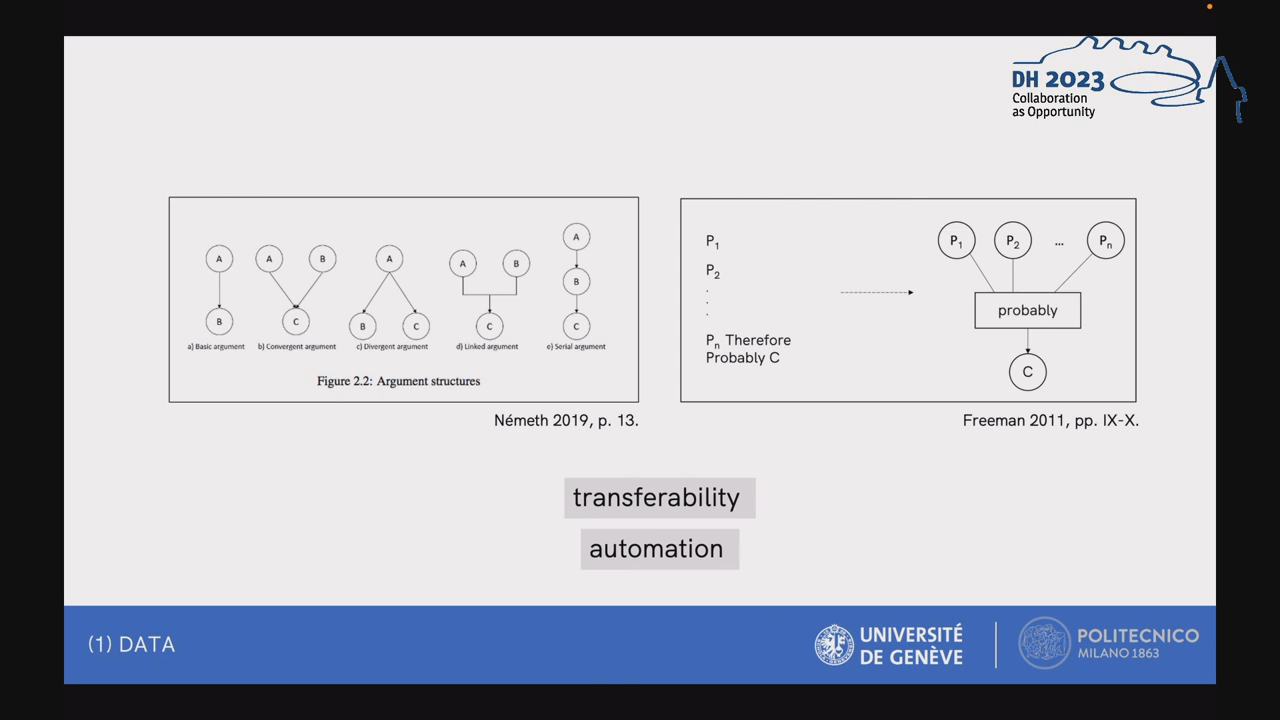 DH 2023
Collaboration
as Opportunity
A
A
B
A
A
B
A
B
B
C
B
C
C
C
a) Basic argument
b) Convergent argument
c) Divergent argument
d) Linked argument
e) Serial argument
Figure 2.2: Argument structures
Németh 2019, p. 13.
P1
P2
.
.
.
Pn Therefore
Probably C
P1
P2
...
Pn
probably
C
Freeman 2011, pp. IX-X.
transferability
automation
(1) DATA
UNIVERSITÉ
DE GENÈVE
POLITECNICO
MILANO 1863